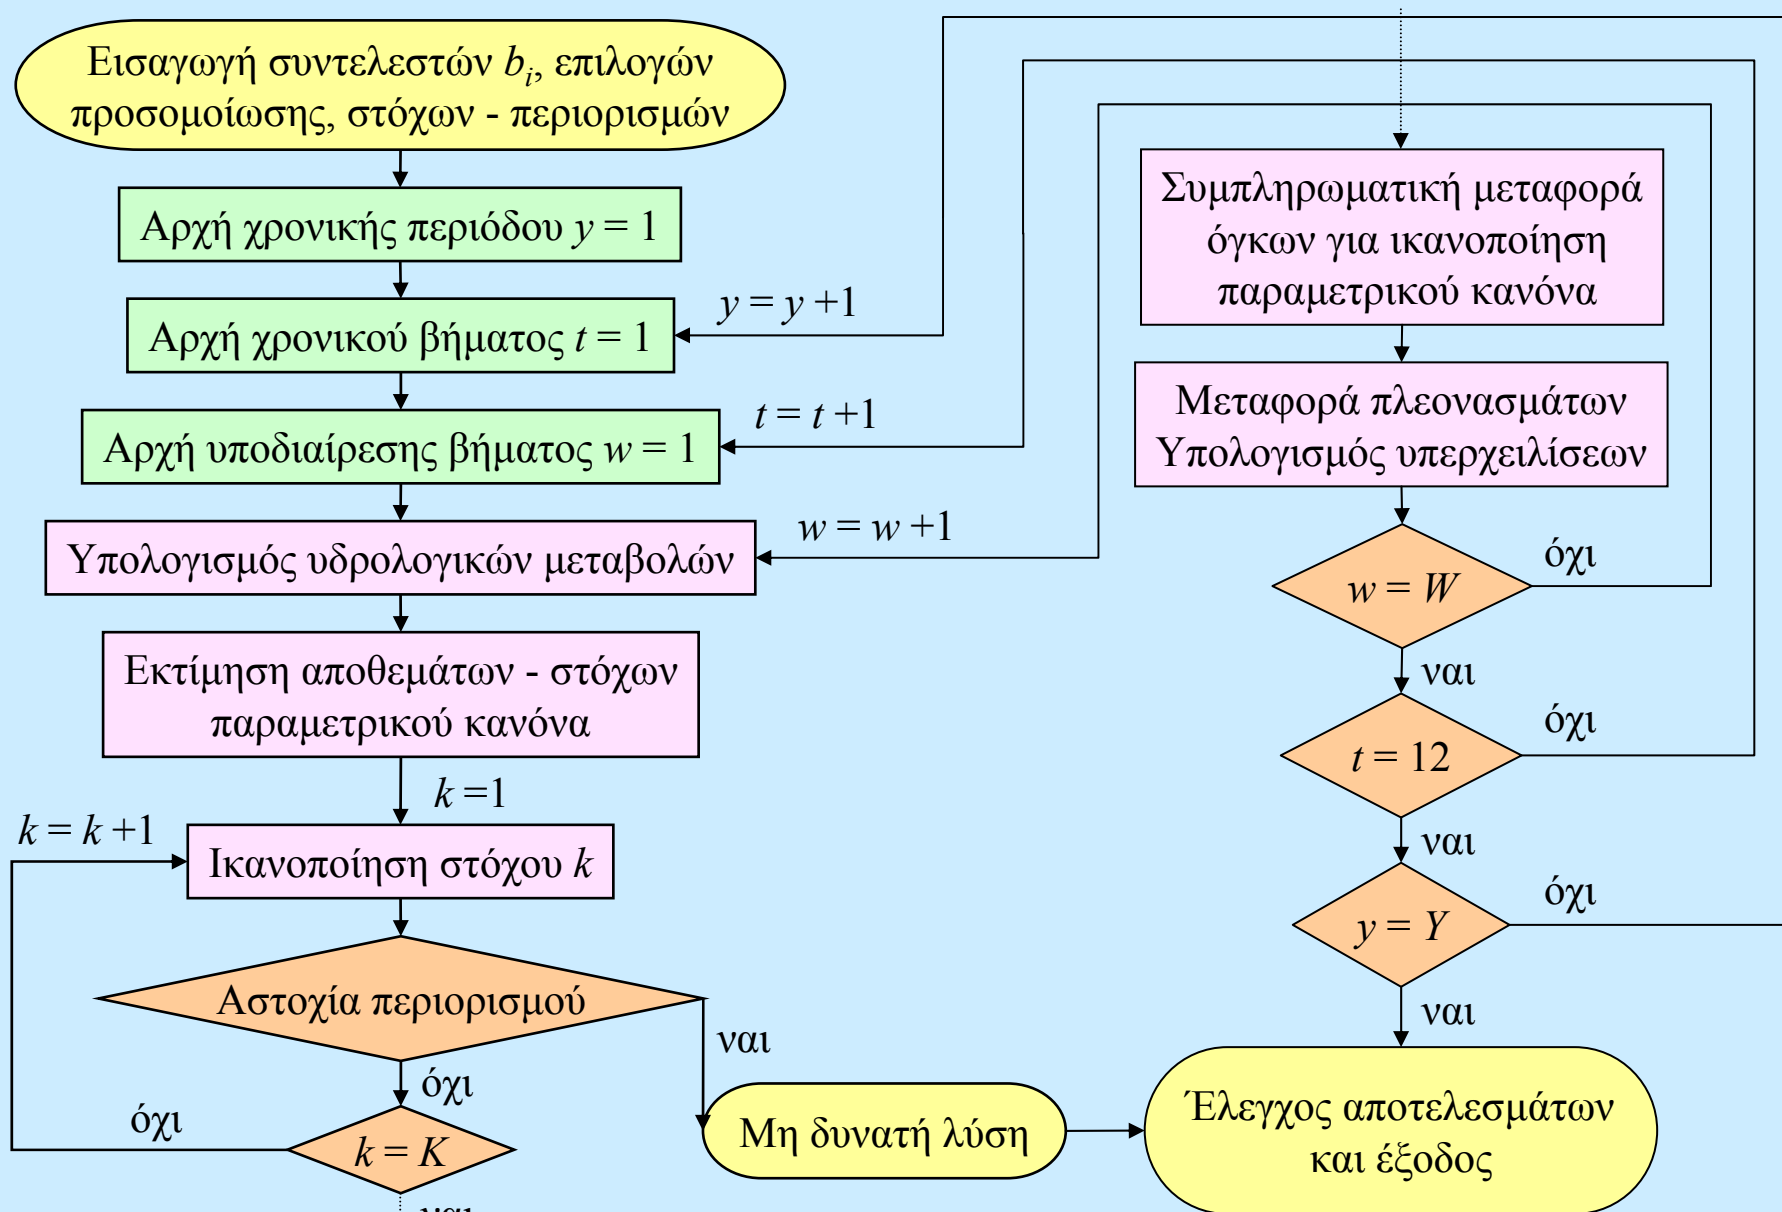 Εισαγωγή συντελεστών b_i, επιλογών
προσομοίωσης, στόχων - περιορισμών
Αρχή χρονικής περιόδου y = 1
Αρχή χρονικού βήματος t = 1
y = y +1
Αρχή υποδιαίρεσης βήματος w = 1
t = t +1
Υπολογισμός υδρολογικών μεταβολών
w = w +1
Εκτίμηση αποθεμάτων - στόχων
παραμετρικού κανόνα
k =1
k = k +1
Ικανοποίηση στόχου k
Αστοχία περιορισμού
ναι
όχι
όχι
k = K
ναι
Μη δυνατή λύση
Συμπληρωματική μεταφορά
όγκων για ικανοποίηση
παραμετρικού κανόνα
Μεταφορά πλεονασμάτων
Υπολογισμός υπερχειλίσεων
w = W
όχι
ναι
t = 12
όχι
ναι
y = Y
όχι
ναι
Έλεγχος αποτελεσμάτων
και έξοδος